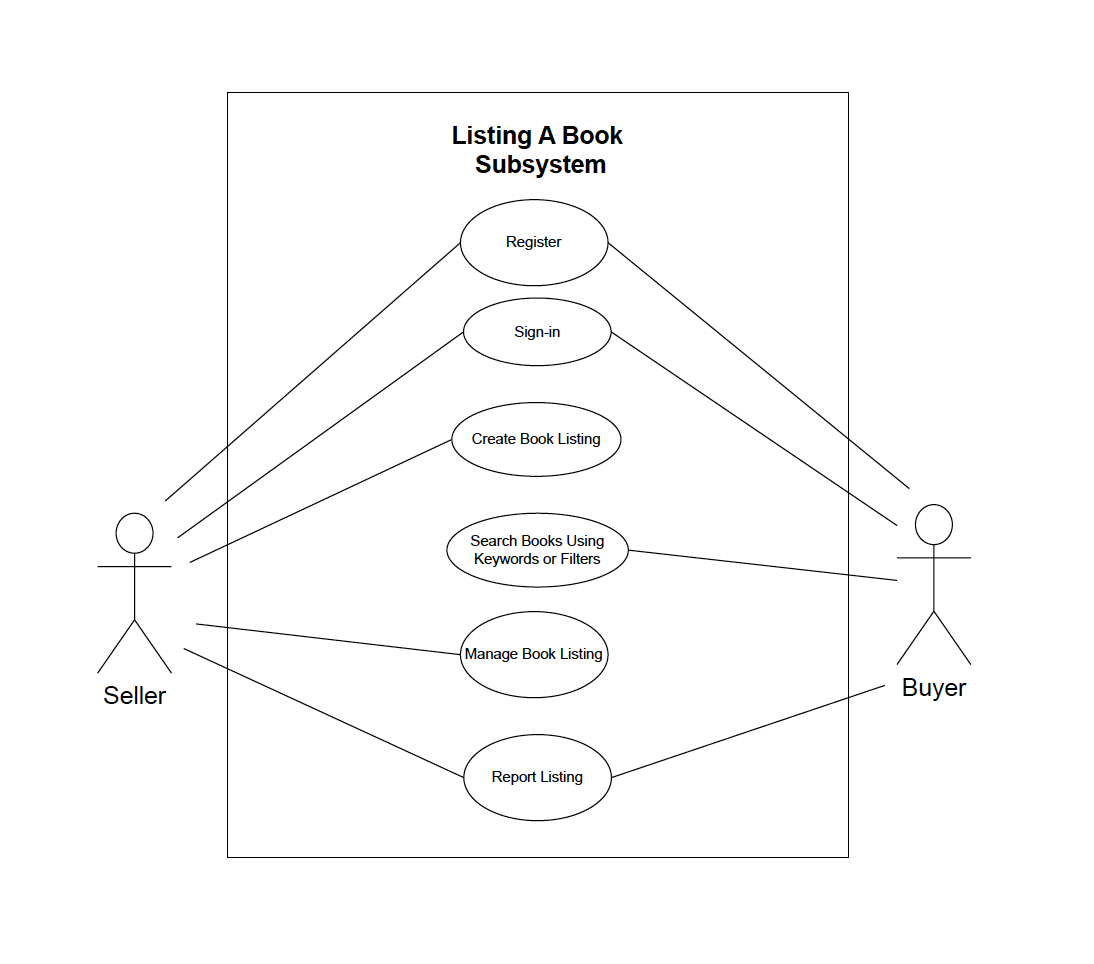 Listing A Book
Subsystem
Register
Sign-in
Create Book Listing
Search Books Using
Keywords or Filters
Manage Book Listing
Seller
Buyer
Report Listing